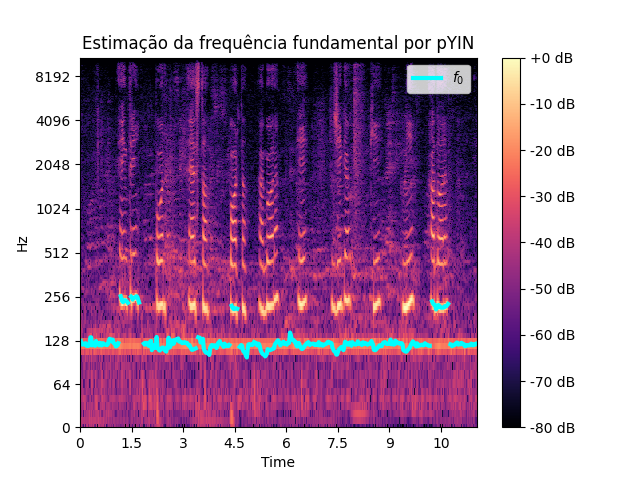 Estimação da frequência fundamental por pYIN
f0
8192
4096
2048
1024
512
256
128
64
0
Hz
0 1.5 3 4.5 6 7.5 9 10
Time
+0 dB
-10 dB
-20 dB
-30 dB
-40 dB
-50 dB
-60 dB
-70 dB
-80 dB